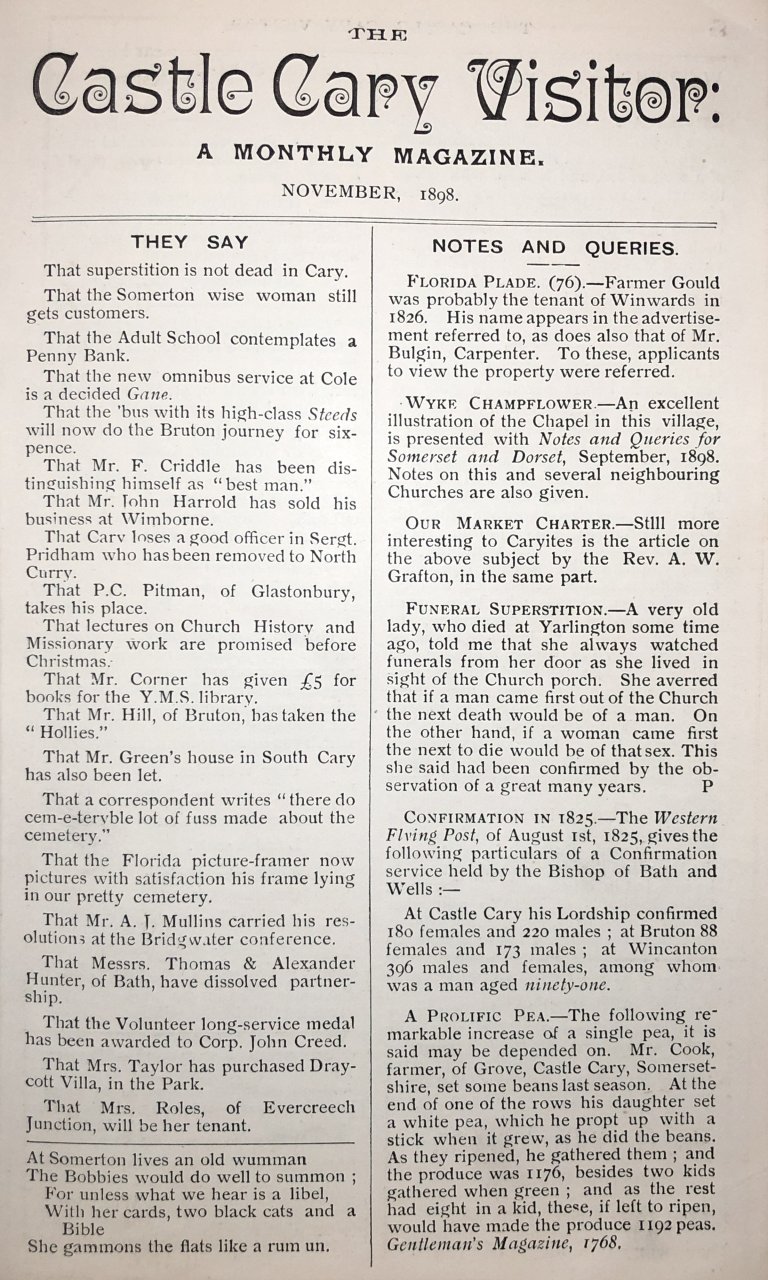 THE
Castle Cary Visitor:
A MONTHLY MAGAZINE.
NOVEMBER, 1898.
THEY SAY
That superstition is not dead in Cary.
That the Somerton wise woman still
gets customers.
That the Adult School contemplates a
Penny Bank.
That the new omnibus service at Cole
is a decided Gane.
That the 'bus with its high-class Steeds
will now do the Bruton journey for six-
pence.
That Mr. F. Criddle has been dis-
tinguishing himself as "best man."
That Mr. John Harrold has sold his
business at Wimborne.
That Cary loses a good officer in Sergt.
Pridham who has been removed to North
Curry.
That P.C. Pitman, of Glastonbury,
takes his place.
That lectures on Church History and
Missionary work are promised before
Christmas.
That Mr. Corner has given £5 for
books for the Y.M.S. library.
That Mr. Hill, of Bruton, has taken the
" Hollies."
That Mr. Green's house in South Cary
has also been let.
That a correspondent writes "there do
cem-e-teryble lot of fuss made about the
cemetery."
That the Florida picture-framer now
pictures with satisfaction his frame lying
in our pretty cemetery.
That Mr. A. J. Mullins carried his res-
olutions at the Bridgwater conference.
That Messrs. Thomas & Alexander
Hunter, of Bath, have dissolved partner-
ship.
That the Volunteer long-service medal
has been awarded to Corp. John Creed.
That Mrs. Taylor has purchased Dray-
cott Villa, in the Park.
That Mrs. Roles, of Evercreech
Junction, will be her tenant.
At Somerton lives an old wumman
The Bobbies would do well to summon ;
For unless what we hear is a libel,
With her cards, two black cats and a
Bible
She gammons the flats like a rum un.
NOTES AND QUERIES.
FLORIDA PLADE. (76).—Farmer Gould
was probably the tenant of Winwards in
1826. His name appears in the advertise-
ment referred to, as does also that of Mr.
Bulgin, Carpenter. To these, applicants
to view the property were referred.
WYKE CHAMPFLOWER.—An excellent
illustration of the Chapel in this village,
is presented with Notes and Queries for
Somerset and Dorset, September, 1898.
Notes on this and several neighbouring
Churches are also given.
OUR MARKET CHARTER.—Stlll more
interesting to Caryites is the article on
the above subject by the Rev. A. W.
Grafton, in the same part.
FUNERAL SUPERSTITION.—A very old
lady, who died at Yarlington some time
ago, told me that she always watched
funerals from her door as she lived in
sight of the Church porch. She averred
that if a man came first out of the Church
the next death would be of a man. On
the other hand, if a woman came first
the next to die would be of that sex. This
she said had been confirmed by the ob-
servation of a great many years. P
CONFIRMATION IN 1825.—The Western
Flying Post, of August 1st, 1825, gives the
following particulars of a Confirmation
service held by the Bishop of Bath and
Wells :—
At Castle Cary his Lordship confirmed
180 females and 220 males ; at Bruton 88
females and 173 males ; at Wincanton
396 males and females, among whom
was a man aged ninety-one.
A PROLIFIC PEA.—The following re-
markable increase of a single pea, it is
said may be depended on. Mr. Cook,
farmer, of Grove, Castle Cary, Somerset-
shire, set some beans last season. At the
end of one of the rows his daughter set
a white pea, which he propt up with a
stick when it grew, as he did the beans.
As they ripened, he gathered them ; and
the produce was 1176, besides two kids
gathered when green ; and as the rest
had eight in a kid, these, if left to ripen,
would have made the produce 1192 peas.
Gentleman's Magazine, 1768.